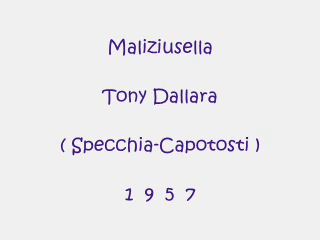 Maliziusella
Tony Dallara
( Specchia-Capotosti )
1 9 5 7